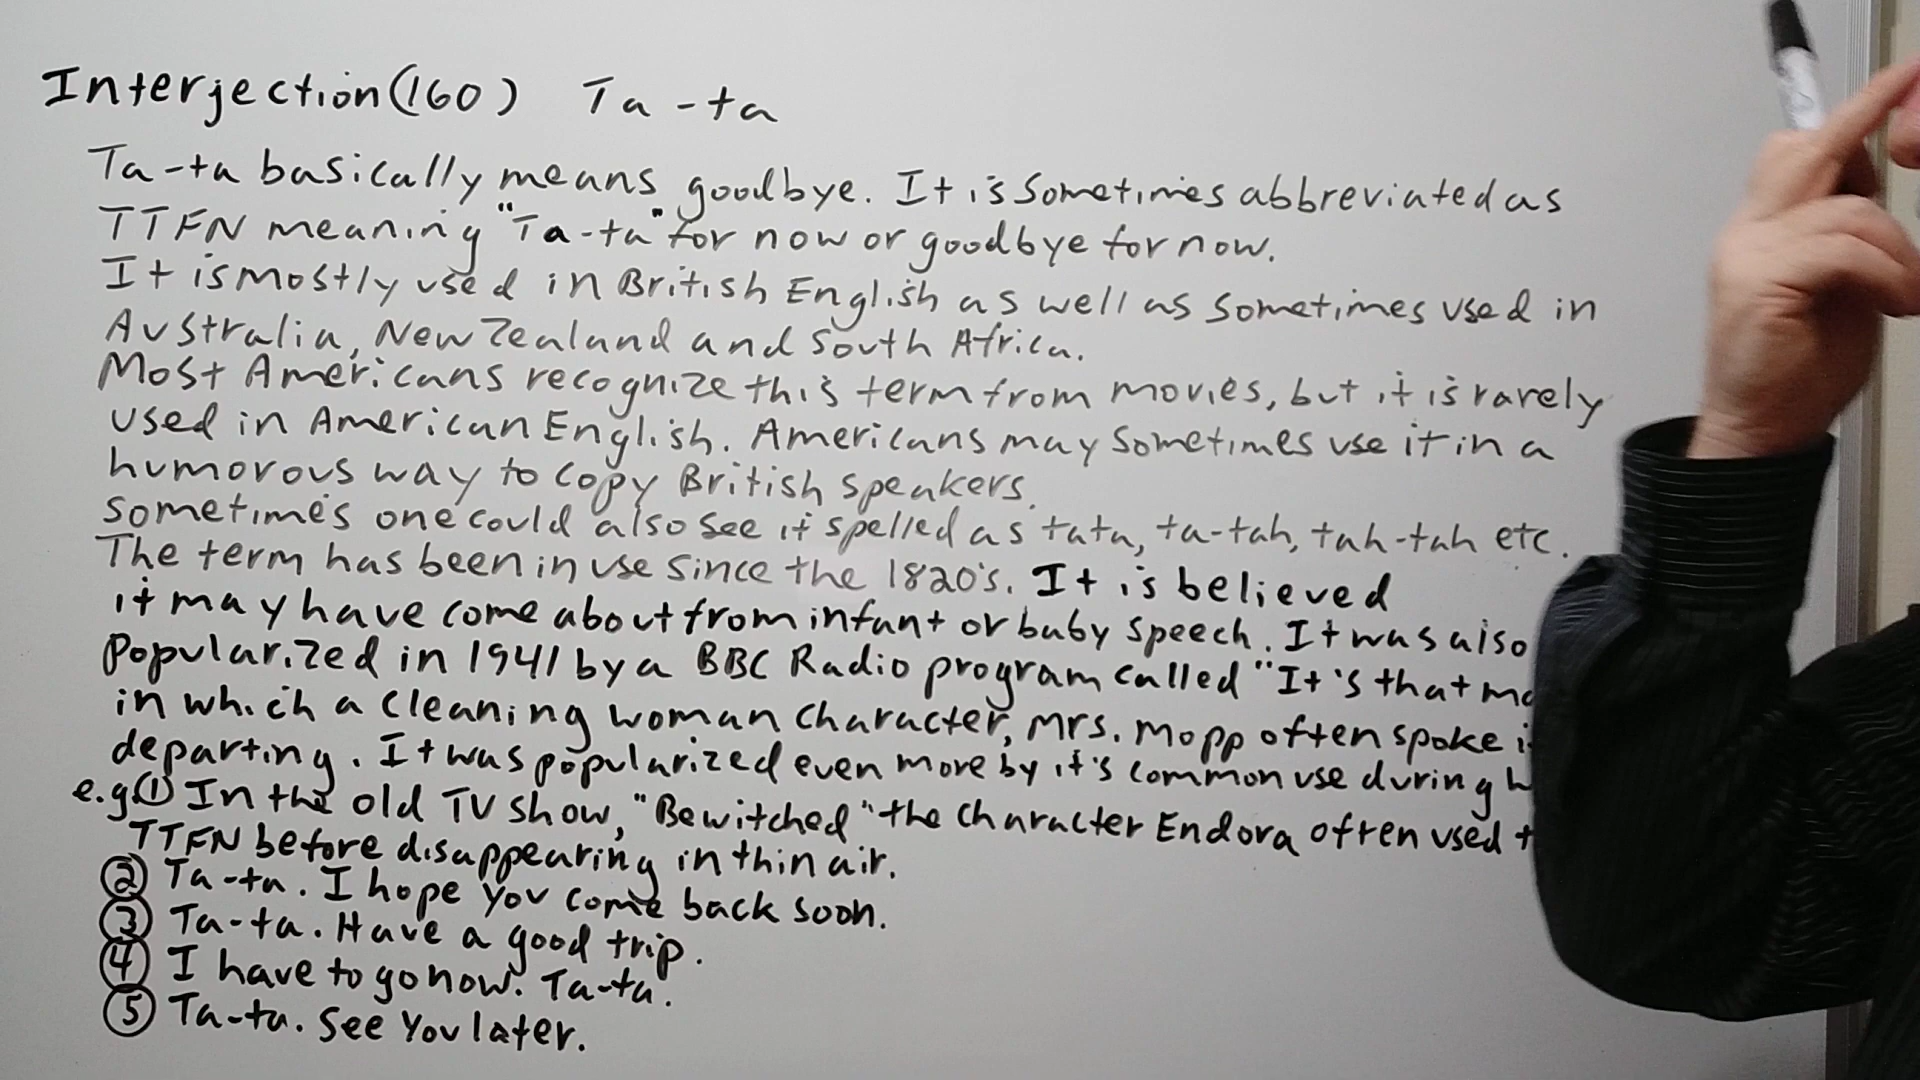 Interjection(160) Ta-ta
Ta-ta basically means goodbye. It is sometimes abbreviated as
TTFN meaning "Ta-ta" for now or goodbye for now.
It is mostly used in British English as well as sometimes used in
Australia, New Zealand and South Africa.
Most Americans recognize this term from movies, but it is rarely
used in American English. Americans may sometimes use it in a
humorous way to copy British speakers.
Sometimes one could also see it spelled as tata, ta-tah, tah-tah etc.
The term has been in use since the 1820's. It is believed
it may have come about from infant or baby speech. It was also
popularized in 1941 by a BBC Radio program called "It's that
in which a cleaning woman character, Mrs. Mopp often spoke
departing. It was popularized even more by it's common use during
e.g. ① In the old TV show, "Bewitched" the character Endora often used
TTFN before disappearing in thin air.
② Ta-ta. I hope you come back soon.
③ Ta-ta. Have a good trip.
④ I have to go now. Ta-ta.
⑤ Ta-ta. See you later.